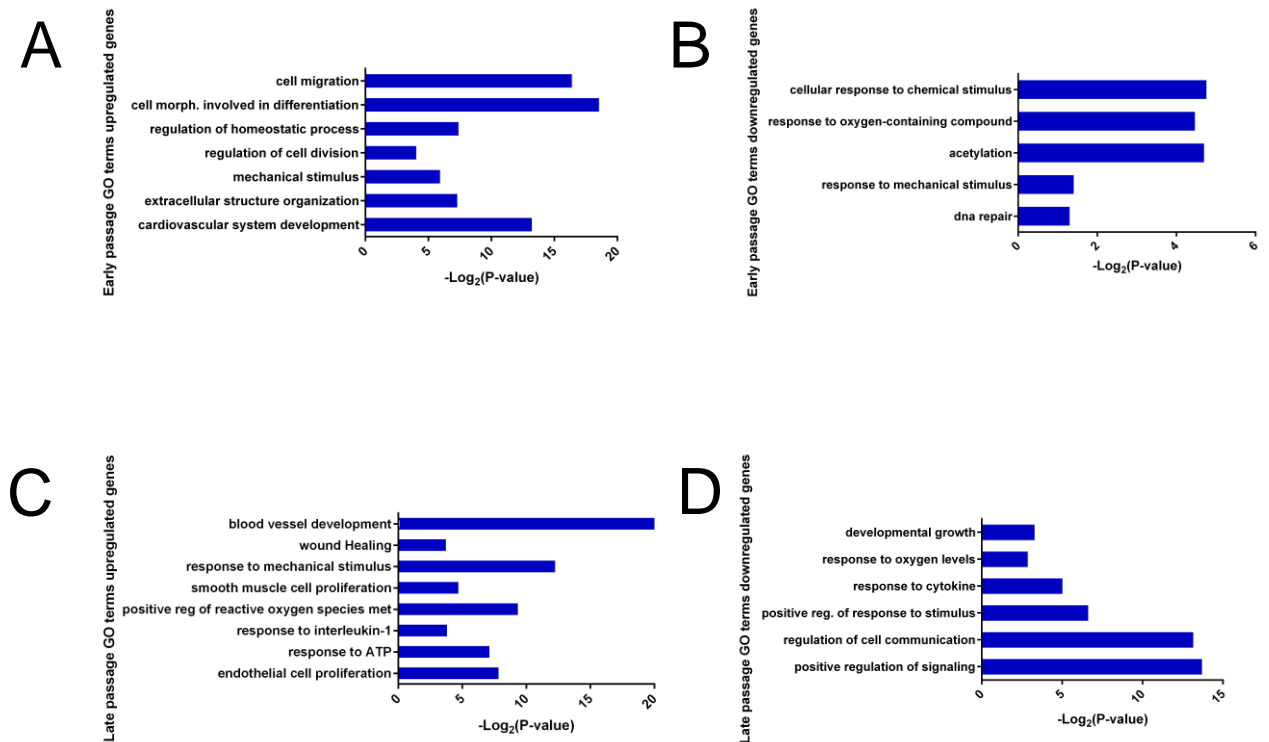 A
Early passage GO terms upregulated genes
cell migration
cell morph. involved in differentiation
regulation of homeostatic process
regulation of cell division
mechanical stimulus
extracellular structure organization
cardiovascular system development
0 5 10 15 20
-Log2(P-value)
B
Early passage GO terms downregulated genes
cellular response to chemical stimulus
response to oxygen-containing compound
acetylation
response to mechanical stimulus
dna repair
0 2 4 6
-Log2(P-value)
C
Late passage GO terms upregulated genes
blood vessel development
wound Healing
response to mechanical stimulus
smooth muscle cell proliferation
positive reg of reactive oxygen species met
response to interleukin-1
response to ATP
endothelial cell proliferation
0 5 10 15 20
-Log2(P-value)
D
Late passage GO terms downregulated genes
developmental growth
response to oxygen levels
response to cytokine
positive reg. of response to stimulus
regulation of cell communication
positive regulation of signaling
0 5 10 15
-Log2(P-value)